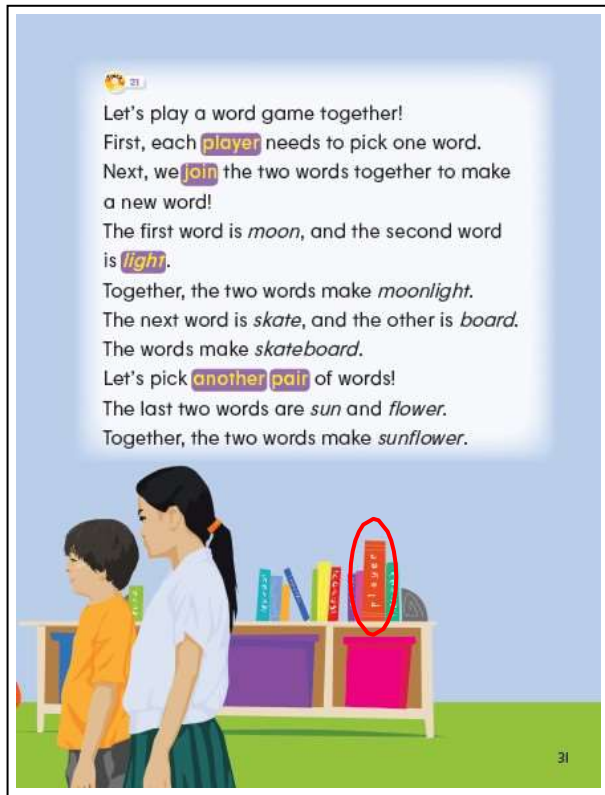 21
Let's play a word game together!
First, each player needs to pick one word.
Next, we join the two words together to make
a new word!
The first word is moon, and the second word
is light.
Together, the two words make moonlight.
The next word is skate, and the other is board.
The words make skateboard.
Let's pick another pair of words!
The last two words are sun and flower.
Together, the two words make sunflower.
player
31